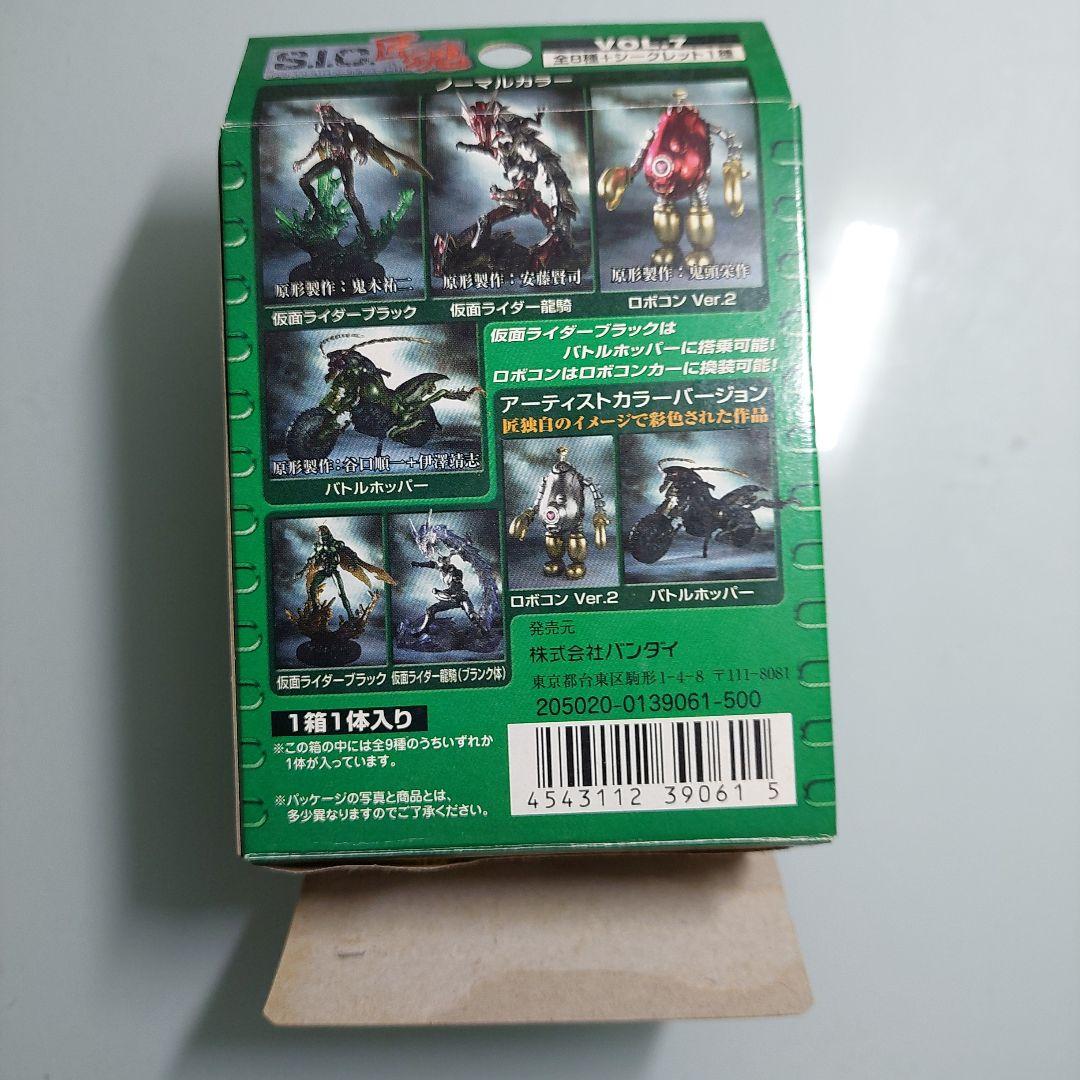 S.I.C. 匠魂
VOL.7
全8種+シークレット1種
ノーマルカラー
原形製作：鬼木祐二
仮面ライダーブラック
原形製作：安藤賢司
仮面ライダー龍騎
原形製作：鬼頭栄作
ロボコン Ver.2
仮面ライダーブラックは
バトルホッパーに搭乗可能!
ロボコンはロボコンカーに換装可能!
原形製作：谷口順一+伊澤靖志
バトルホッパー
アーティストカラーバージョン
匠独自のイメージで彩色された作品
ロボコン Ver.2
バトルホッパー
仮面ライダーブラック
仮面ライダー龍騎(ブランク体)
発売元
株式会社バンダイ
東京都台東区駒形1-4-8 〒111-8081
205020-0139061-500
1箱1体入り
※この箱の中には全9種のうちいずれか
1体が入っています。
※パッケージの写真と商品とは、
多少異なりますのでご了承ください。
4543112 39061 5